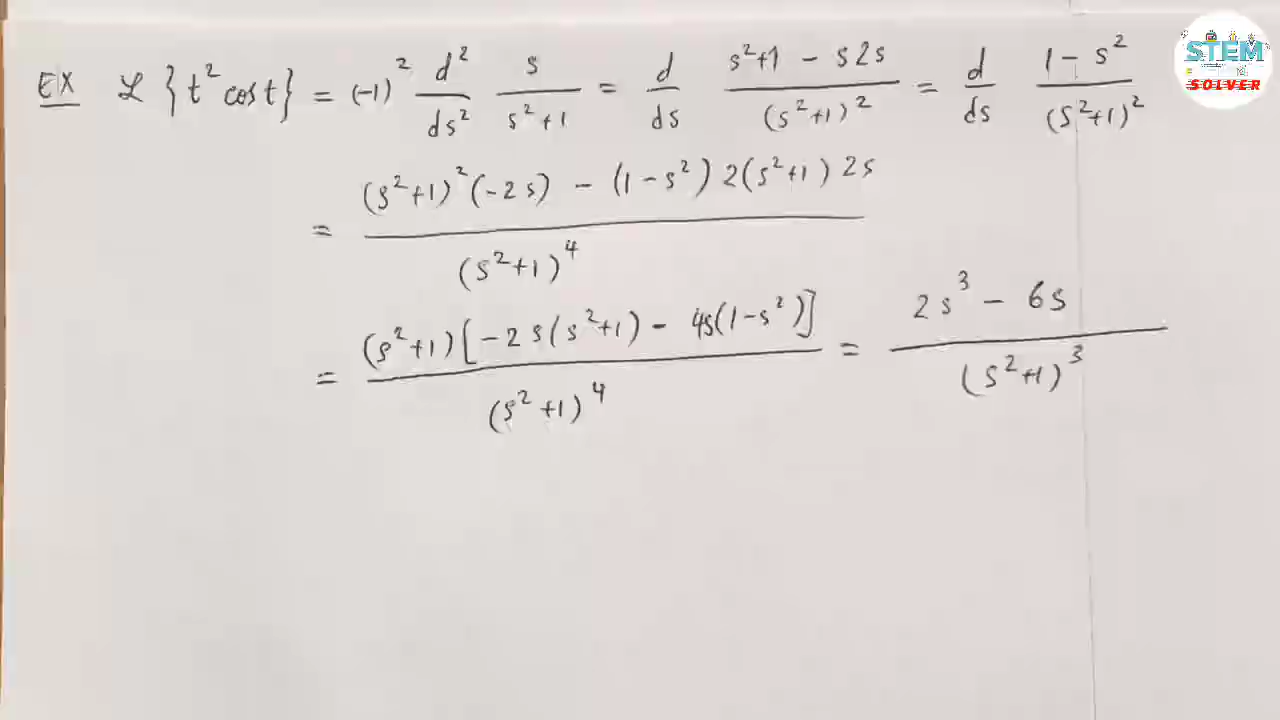 EX ℒ{t² cos t} = (-1)² d²/ds² s/(s²+1) = d/ds (s²+1 - s2s)/(s²+1)² = d/ds (1-s²)/(s²+1)²
= ((s²+1)²(-2s) - (1-s²)2(s²+1)2s)/(s²+1)⁴
= ((s²+1)[-2s(s²+1) - 4s(1-s²)])/(s²+1)⁴ = (2s³ - 6s)/(s²+1)³
STEM
SOLVER